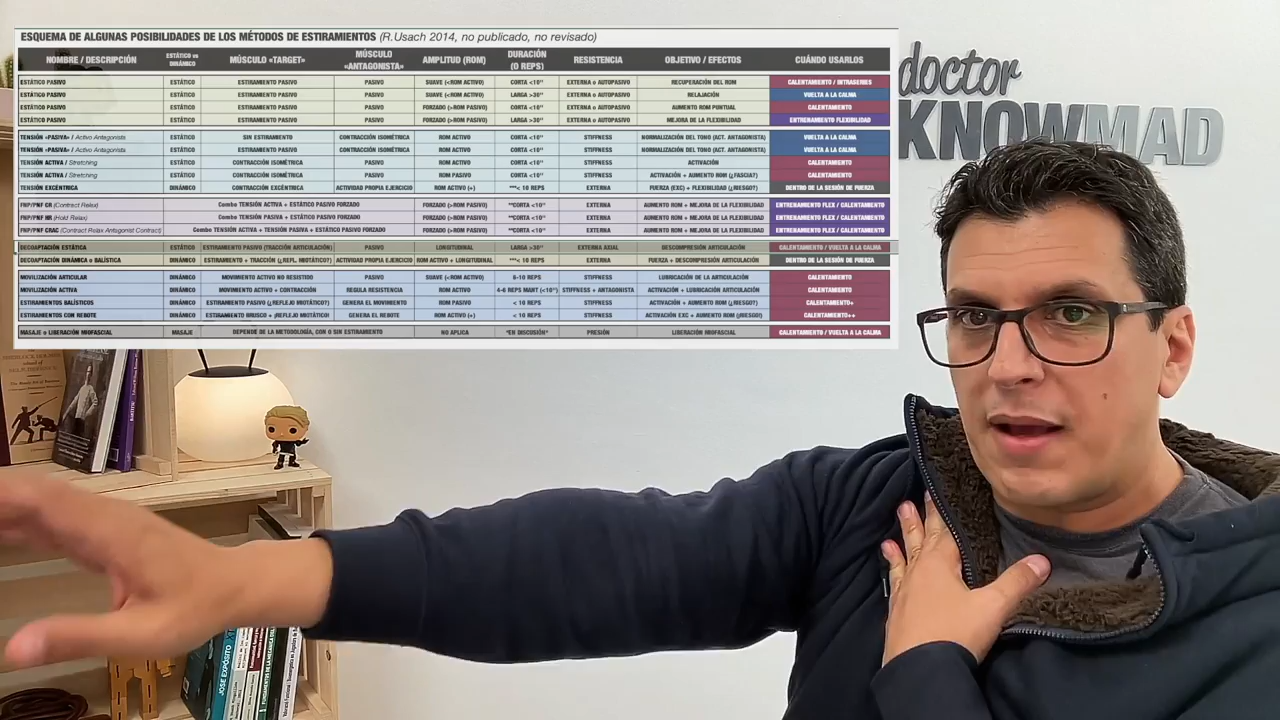 ESQUEMA DE ALGUNAS POSIBILIDADES DE LOS MÉTODOS DE ESTIRAMIENTOS (R.Usach 2014, no publicado, no revisado)
NOMBRE / DESCRIPCIÓN ESTÁTICO vs DINÁMICO MÚSCULO «TARGET» MÚSCULO «ANTAGONISTA» AMPLITUD (ROM) DURACIÓN (O REPS) RESISTENCIA OBJETIVO / EFECTOS CUÁNDO USARLOS
ESTÁTICO PASIVO ESTÁTICO ESTIRAMIENTO PASIVO PASIVO SUAVE (<ROM ACTIVO) CORTA <10'' EXTERNA o AUTOPASIVO RECUPERACIÓN DEL ROM CALENTAMIENTO / INTRASERIES
ESTÁTICO PASIVO ESTÁTICO ESTIRAMIENTO PASIVO PASIVO SUAVE (<ROM ACTIVO) LARGA >30'' EXTERNA o AUTOPASIVO RELAJACIÓN VUELTA A LA CALMA
ESTÁTICO PASIVO ESTÁTICO ESTIRAMIENTO PASIVO PASIVO FORZADO (>ROM PASIVO) CORTA <10'' EXTERNA o AUTOPASIVO AUMENTO ROM PUNTUAL CALENTAMIENTO
ESTÁTICO PASIVO ESTÁTICO ESTIRAMIENTO PASIVO PASIVO FORZADO (>ROM PASIVO) LARGA >30'' EXTERNA o AUTOPASIVO MEJORA DE LA FLEXIBILIDAD ENTRENAMIENTO FLEXIBILIDAD
TENSIÓN «PASIVA» / Activo Antagonista ESTÁTICO SIN ESTIRAMIENTO CONTRACCIÓN ISOMÉTRICA ROM ACTIVO CORTA <10'' STIFFNESS NORMALIZACIÓN DEL TONO (ACT. ANTAGONISTA) VUELTA A LA CALMA
TENSIÓN «PASIVA» / Activo Antagonista ESTÁTICO ESTIRAMIENTO PASIVO CONTRACCIÓN ISOMÉTRICA ROM ACTIVO CORTA <10'' STIFFNESS NORMALIZACIÓN DEL TONO (ACT. ANTAGONISTA) VUELTA A LA CALMA
TENSIÓN ACTIVA / Stretching ESTÁTICO CONTRACCIÓN ISOMÉTRICA PASIVO ROM ACTIVO CORTA <10'' STIFFNESS ACTIVACIÓN CALENTAMIENTO
TENSIÓN ACTIVA / Stretching ESTÁTICO CONTRACCIÓN ISOMÉTRICA PASIVO ROM PASIVO CORTA <10'' STIFFNESS ACTIVACIÓN + AUMENTO ROM (¿FASCIA?) CALENTAMIENTO
TENSIÓN EXCÉNTRICA DINÁMICO CONTRACCIÓN EXCÉNTRICA ACTIVIDAD PROPIA EJERCICIO ROM ACTIVO (+) ***< 10 REPS EXTERNA FUERZA (EXC) + FLEXIBILIDAD (¿RIESGO?) DENTRO DE LA SESIÓN DE FUERZA
FNP/PNF CR (Contract Relax) Combo TENSIÓN ACTIVA + ESTÁTICO PASIVO FORZADO FORZADO (>ROM PASIVO) **CORTA <10'' EXTERNA AUMENTO ROM + MEJORA DE LA FLEXIBILIDAD ENTRENAMIENTO FLEX / CALENTAMIENTO
FNP/PNF HR (Hold Relax) Combo TENSIÓN PASIVA + ESTÁTICO PASIVO FORZADO FORZADO (>ROM PASIVO) **CORTA <10'' EXTERNA AUMENTO ROM + MEJORA DE LA FLEXIBILIDAD ENTRENAMIENTO FLEX / CALENTAMIENTO
FNP/PNF CRAC (Contract Relax Antagonist Contract) Combo TENSIÓN ACTIVA + TENSIÓN PASIVA + ESTÁTICO PASIVO FORZADO FORZADO (>ROM PASIVO) **CORTA <10'' EXTERNA AUMENTO ROM + MEJORA DE LA FLEXIBILIDAD ENTRENAMIENTO FLEX / CALENTAMIENTO
DECOAPTACIÓN ESTÁTICA ESTÁTICO ESTIRAMIENTO PASIVO (TRACCIÓN ARTICULACIÓN) PASIVO LONGITUDINAL LARGA >30'' EXTERNA AXIAL DESCOMPRESIÓN ARTICULACIÓN CALENTAMIENTO / VUELTA A LA CALMA
DECOAPTACIÓN DINÁMICA o BALÍSTICA DINÁMICO ESTIRAMIENTO + TRACCIÓN (¿REFL. MIOTÁTICO?) ACTIVIDAD PROPIA EJERCICIO ROM ACTIVO + LONGITUDINAL ***< 10 REPS EXTERNA FUERZA + DESCOMPRESIÓN ARTICULACIÓN DENTRO DE LA SESIÓN DE FUERZA
MOVILIZACIÓN ARTICULAR DINÁMICO MOVIMIENTO ACTIVO NO RESISTIDO PASIVO SUAVE (<ROM ACTIVO) 8-10 REPS STIFFNESS LUBRICACIÓN DE LA ARTICULACIÓN CALENTAMIENTO
MOVILIZACIÓN ACTIVA DINÁMICO MOVIMIENTO ACTIVO + CONTRACCIÓN REGULA RESISTENCIA ROM ACTIVO 4-6 REPS MANT (<10'') STIFFNESS + ANTAGONISTA ACTIVACIÓN + LUBRICACIÓN ARTICULACIÓN CALENTAMIENTO
ESTIRAMIENTOS BALÍSTICOS DINÁMICO ESTIRAMIENTO PASIVO (¿REFLEJO MIOTÁTICO?) GENERA EL MOVIMIENTO ROM PASIVO < 10 REPS STIFFNESS ACTIVACIÓN + AUMENTO ROM (¿RIESGO?) CALENTAMIENTO+
ESTIRAMIENTOS CON REBOTE DINÁMICO ESTIRAMIENTO BRUSCO + ¡REFLEJO MIOTÁTICO! GENERA EL REBOTE ROM ACTIVO (+) < 10 REPS STIFFNESS ACTIVACIÓN EXC + AUMENTO ROM (¡RIESGO!) CALENTAMIENTO++
MASAJE o LIBERACIÓN MIOFASCIAL MASAJE DEPENDE DE LA METODOLOGÍA, CON O SIN ESTIRAMIENTO NO APLICA *EN DISCUSIÓN* PRESIÓN LIBERACIÓN MIOFASCIAL CALENTAMIENTO / VUELTA A LA CALMA
doctor
KNOWMAD
JOSE EXPÓSITO